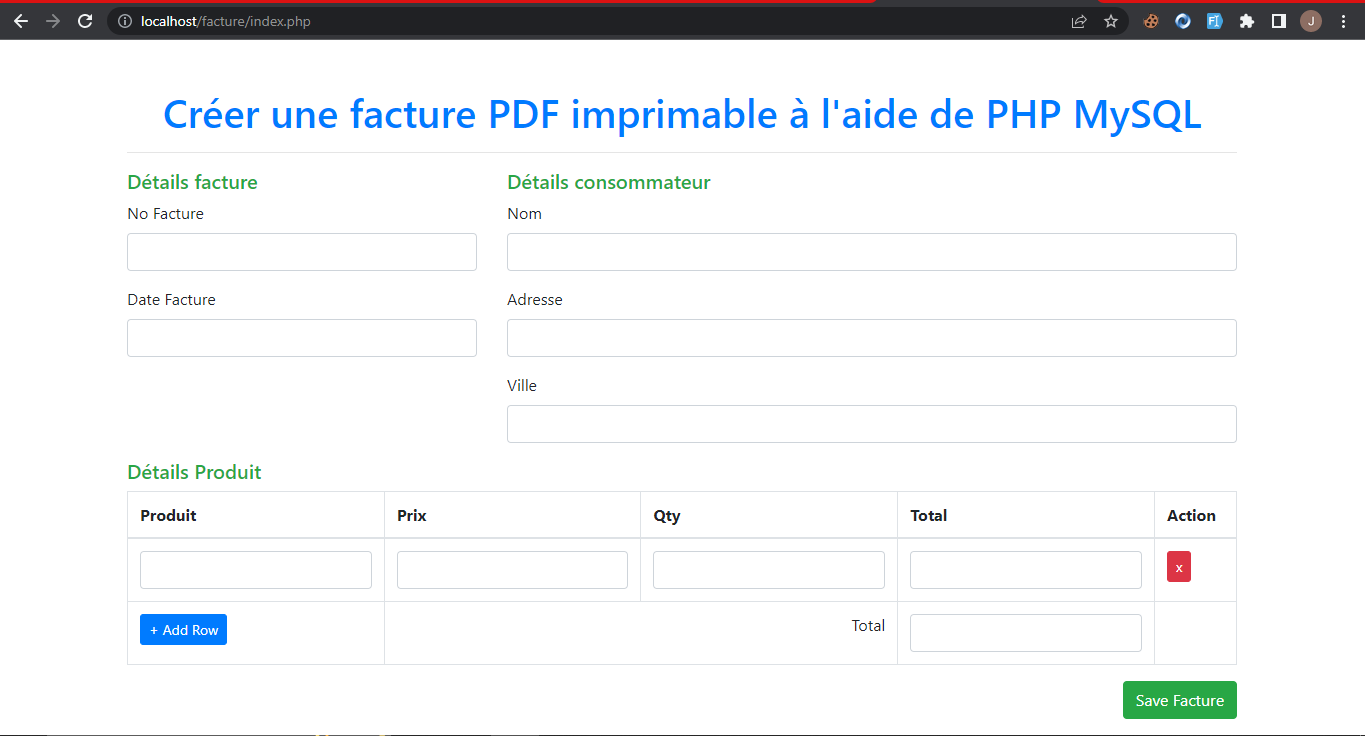 localhost/facture/index.php
J
Créer une facture PDF imprimable à l'aide de PHP MySQL
Détails facture
Détails consommateur
No Facture
Nom
Date Facture
Adresse
Ville
Détails Produit
Produit Prix Qty Total Action
x
+ Add Row Total
Save Facture